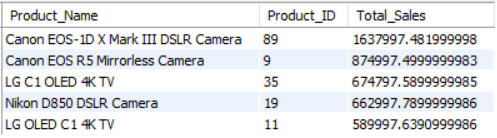 Product_Name Product_ID Total_Sales
Canon EOS-1D X Mark III DSLR Camera 89 1637997.481999998
Canon EOS R5 Mirrorless Camera 9 874997.4999999983
LG C1 OLED 4K TV 35 674797.5899999985
Nikon D850 DSLR Camera 19 662997.7899999986
LG OLED C1 4K TV 11 589997.6390999986